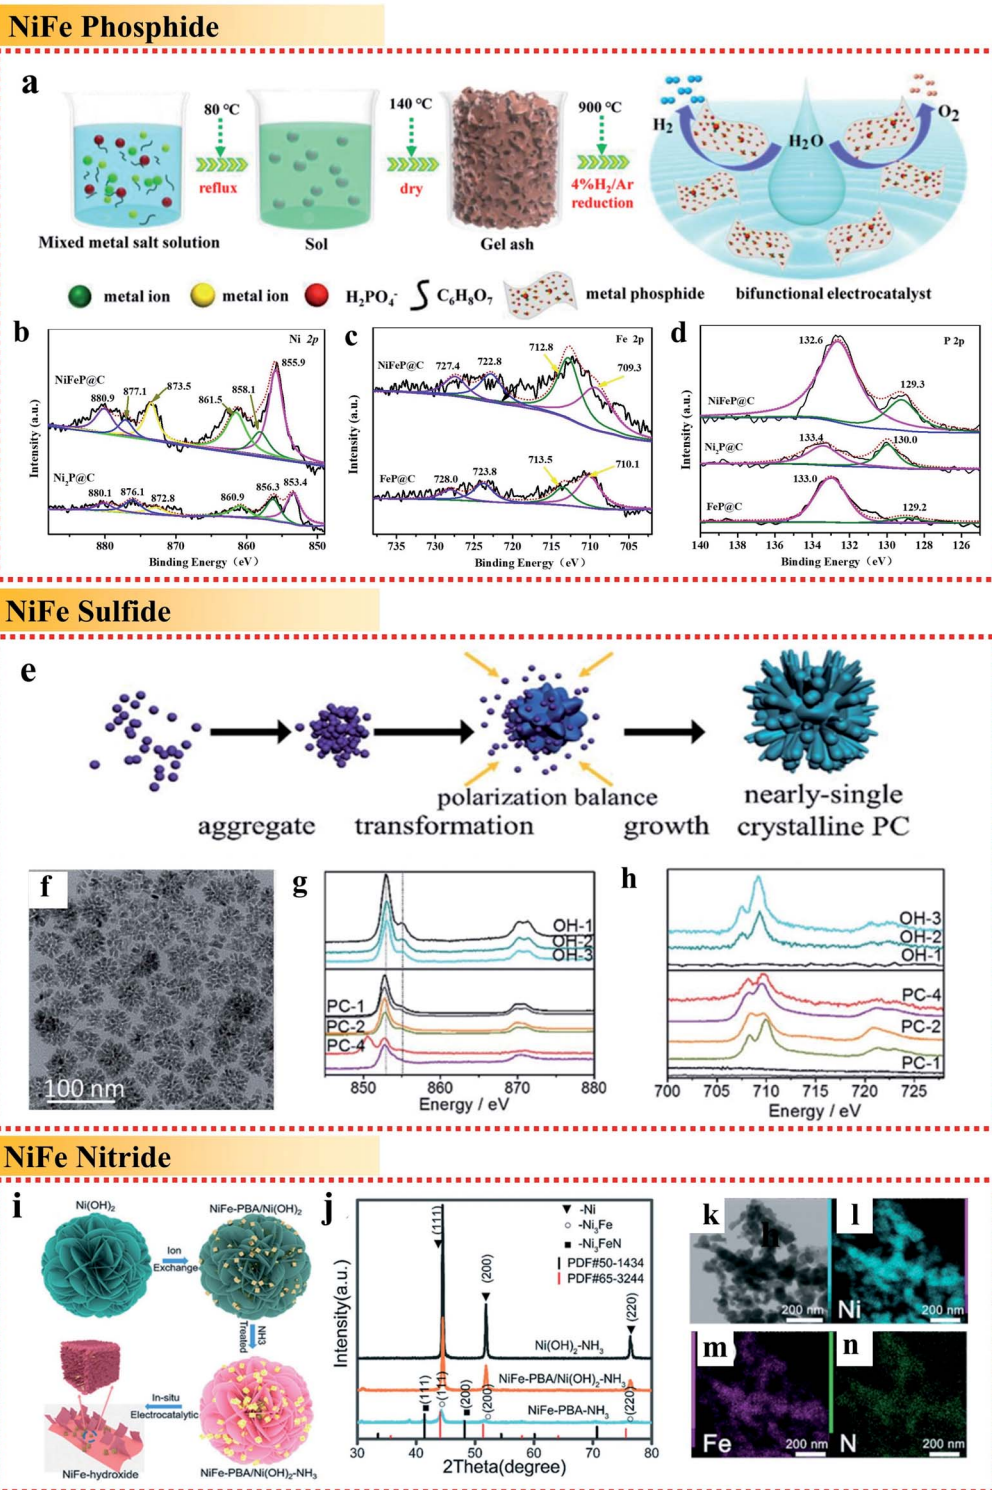 NiFe Phosphide
a
80 °C
reflux
140 °C
dry
900 °C
4%H₂/Ar
reduction
Mixed metal salt solution
Sol
Gel ash
H₂
H₂O
O₂
metal ion
metal ion
H₂PO₄⁻
C₆H₈O₇
metal phosphide
bifunctional electrocatalyst
b
Ni 2p
855.9
NiFeP@C
880.9
877.1
873.5
861.5
858.1
Ni₂P@C
880.1
876.1
872.8
860.9
856.3
853.4
Intensity (a.u.)
880
870
860
850
Binding Energy (eV)
c
Fe 2p
NiFeP@C
727.4
722.8
712.8
709.3
FeP@C
728.0
723.8
713.5
710.1
Intensity (a.u.)
735
730
725
720
715
710
705
Binding Energy (eV)
d
P 2p
132.6
129.3
NiFeP@C
133.4
130.0
Ni₂P@C
133.0
129.2
FeP@C
Intensity (a.u.)
140
138
136
134
132
130
128
126
Binding Energy (eV)
NiFe Sulfide
e
aggregate
transformation
polarization balance
growth
nearly-single
crystalline PC
f
100 nm
g
OH-1
OH-2
OH-3
PC-1
PC-2
PC-4
850
860
870
880
Energy / eV
h
OH-3
OH-2
OH-1
PC-4
PC-2
PC-1
700
705
710
715
720
725
Energy / eV
NiFe Nitride
i
Ni(OH)₂
Ion
Exchange
NiFe-PBA/Ni(OH)₂
NH3
Treated
NiFe-PBA/Ni(OH)₂-NH₃
In-situ
Electrocatalytic
NiFe-hydroxide
j
Intensity(a.u.)
(111)
(200)
(220)
-Ni
-Ni₃Fe
-Ni₃FeN
PDF#50-1434
PDF#65-3244
Ni(OH)₂-NH₃
NiFe-PBA/Ni(OH)₂-NH₃
NiFe-PBA-NH₃
(111)
(111)
(200)
(200)
(220)
30
40
50
60
70
80
2Theta(degree)
k
h
200 nm
l
Ni
200 nm
m
Fe
200 nm
n
N
200 nm